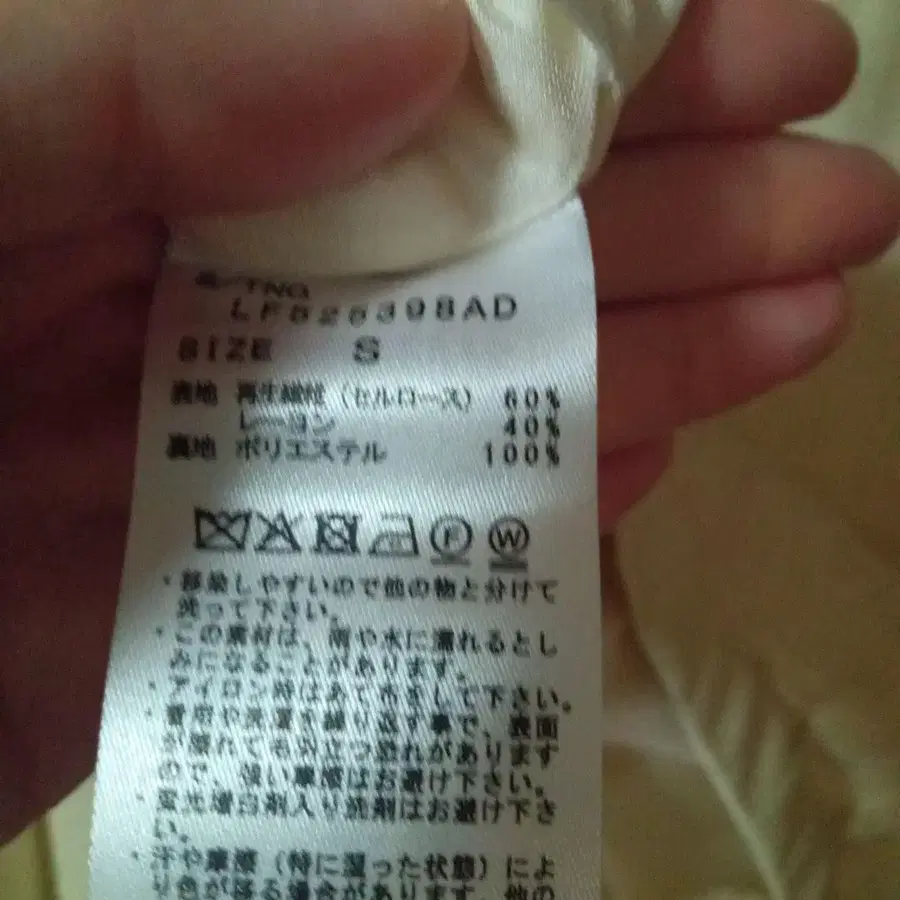 TNG
LF526398AD
SIZE S
表地 再生繊維 (セルロース) 60%
レーヨン 40%
裏地 ポリエステル 100%
F W
・移染しやすいので他の物と分けて
洗って下さい。
・この素材は、雨や水に濡れるとし
みになることがあります。
・アイロン時はあて布をして下さい。
・着用や洗濯を繰り返す事で、表面
が擦れて毛羽立つ恐れがあります
ので、強い摩擦はお避け下さい。
・蛍光増白剤入り洗剤はお避け下さ
い。
・汗や摩擦 (特に湿った状態) によ
り色が移る場合があります。他の